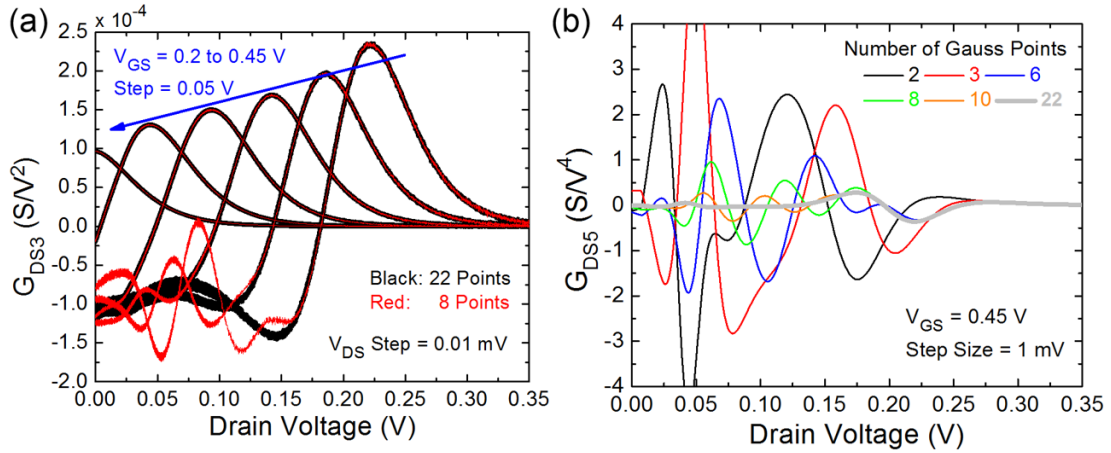 (a)
2.5 x10⁻⁴
2.0
1.5
1.0
0.5
0.0
-0.5
-1.0
-1.5
-2.0
G_DS3 (S/V²)
V_GS = 0.2 to 0.45 V
Step = 0.05 V
Black: 22 Points
Red: 8 Points
V_DS Step = 0.01 mV
0.00 0.05 0.10 0.15 0.20 0.25 0.30 0.35
Drain Voltage (V)
(b)
4
3
2
1
0
-1
-2
-3
-4
G_DS5 (S/V⁴)
Number of Gauss Points
2 3 6
8 10 22
V_GS = 0.45 V
Step Size = 1 mV
0.00 0.05 0.10 0.15 0.20 0.25 0.30 0.35
Drain Voltage (V)